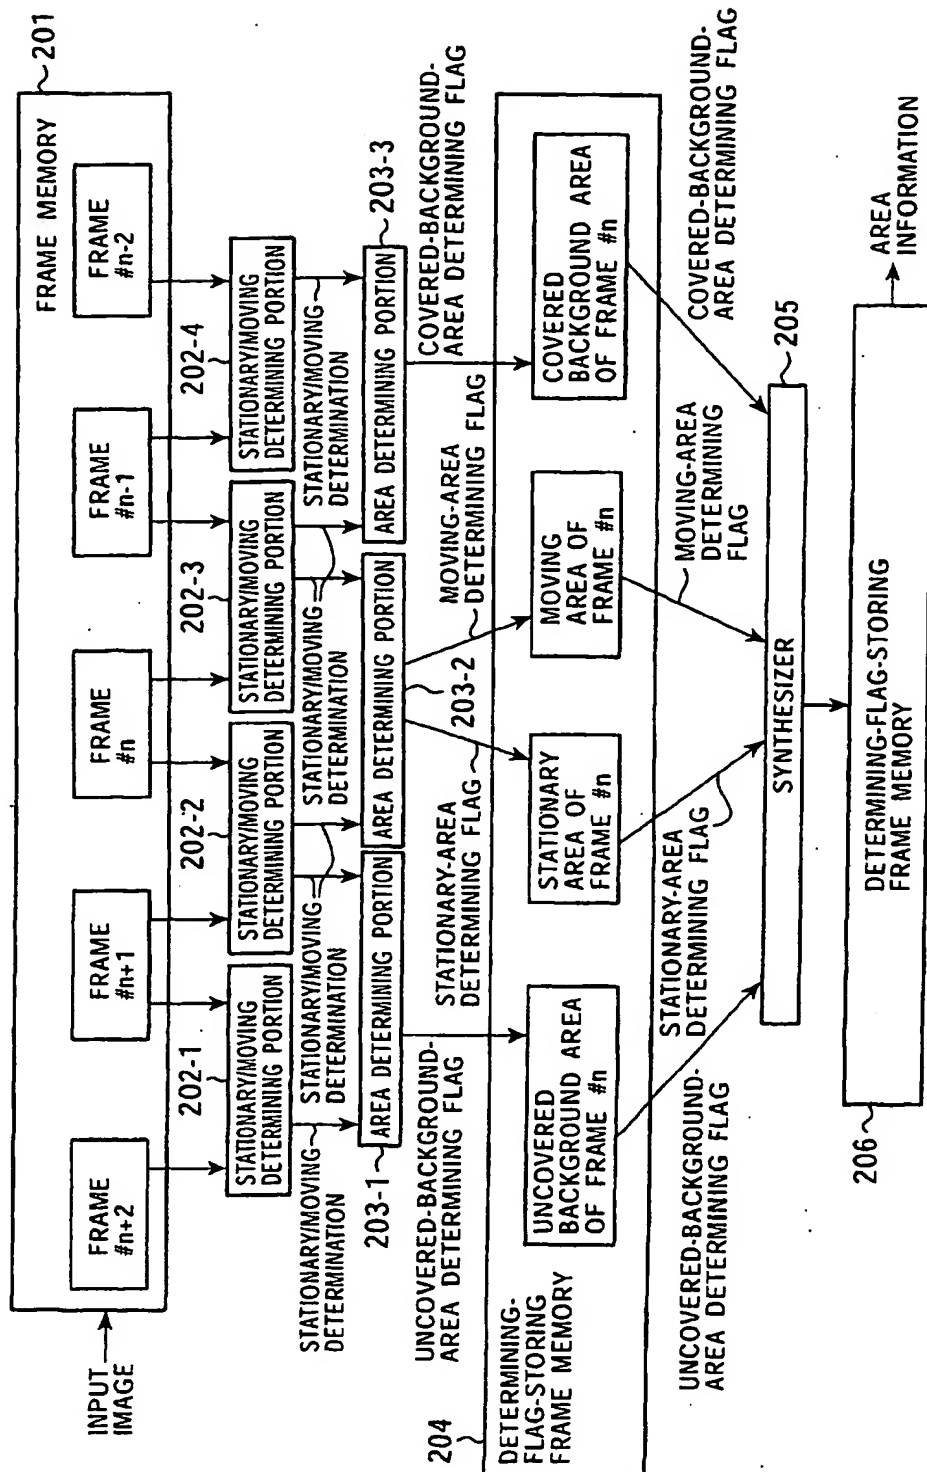 INPUT
IMAGE
FRAME MEMORY
201
FRAME
#n+2
FRAME
#n+1
FRAME
#n
FRAME
#n-1
FRAME
#n-2
202-1
202-2
202-3
202-4
STATIONARY/MOVING
DETERMINING PORTION
STATIONARY/MOVING
DETERMINING PORTION
STATIONARY/MOVING
DETERMINING PORTION
STATIONARY/MOVING
DETERMINING PORTION
STATIONARY/MOVING
DETERMINATION
STATIONARY/MOVING
DETERMINATION
STATIONARY/MOVING
DETERMINATION
STATIONARY/MOVING
DETERMINATION
203-1
AREA DETERMINING PORTION
AREA DETERMINING PORTION
AREA DETERMINING PORTION
203-3
203-2
UNCOVERED-BACKGROUND-
AREA DETERMINING FLAG
STATIONARY-AREA
DETERMINING FLAG
MOVING-AREA
DETERMINING FLAG
COVERED-BACKGROUND-
AREA DETERMINING FLAG
204
DETERMINING-
FLAG-STORING
FRAME MEMORY
UNCOVERED
BACKGROUND AREA
OF FRAME #n
STATIONARY
AREA OF
FRAME #n
MOVING
AREA OF
FRAME #n
COVERED
BACKGROUND AREA
OF FRAME #n
UNCOVERED-BACKGROUND-
AREA DETERMINING FLAG
STATIONARY-AREA
DETERMINING FLAG
MOVING-AREA
DETERMINING
FLAG
COVERED-BACKGROUND-
AREA DETERMINING FLAG
SYNTHESIZER
205
206
DETERMINING-FLAG-STORING
FRAME MEMORY
AREA
INFORMATION